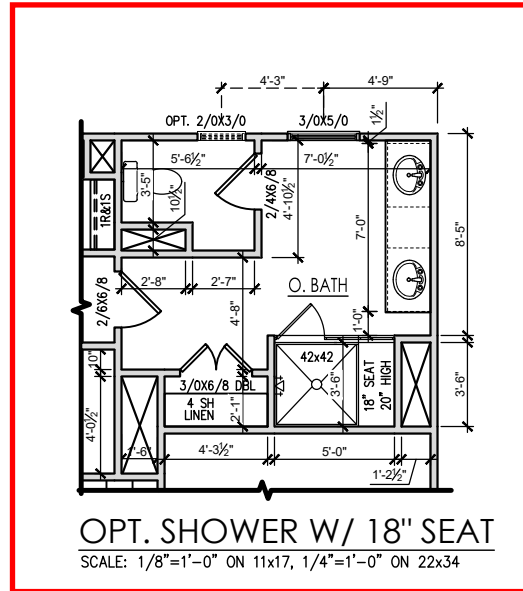 4'-3" 4'-9"
1½"
OPT. 2/0X3/0 3/0X5/0
5'-6½" 7'-0½"
3'-5"
10½"
2/4X6/8
4'-10½"
7'-0"
8'-5"
1R&1S
2/6X6/8
2'-8" 2'-7"
O. BATH
4'-8"
1'-0"
10"
42x42
3/0X6/8 DBL
4 SH
LINEN
2'-1"
3'-6"
18" SEAT
20" HIGH
3'-6"
4'-0½"
1'-6" 4'-3½" 5'-0"
1'-2½"
OPT. SHOWER W/ 18" SEAT
SCALE: 1/8"=1'-0" ON 11x17, 1/4"=1'-0" ON 22x34